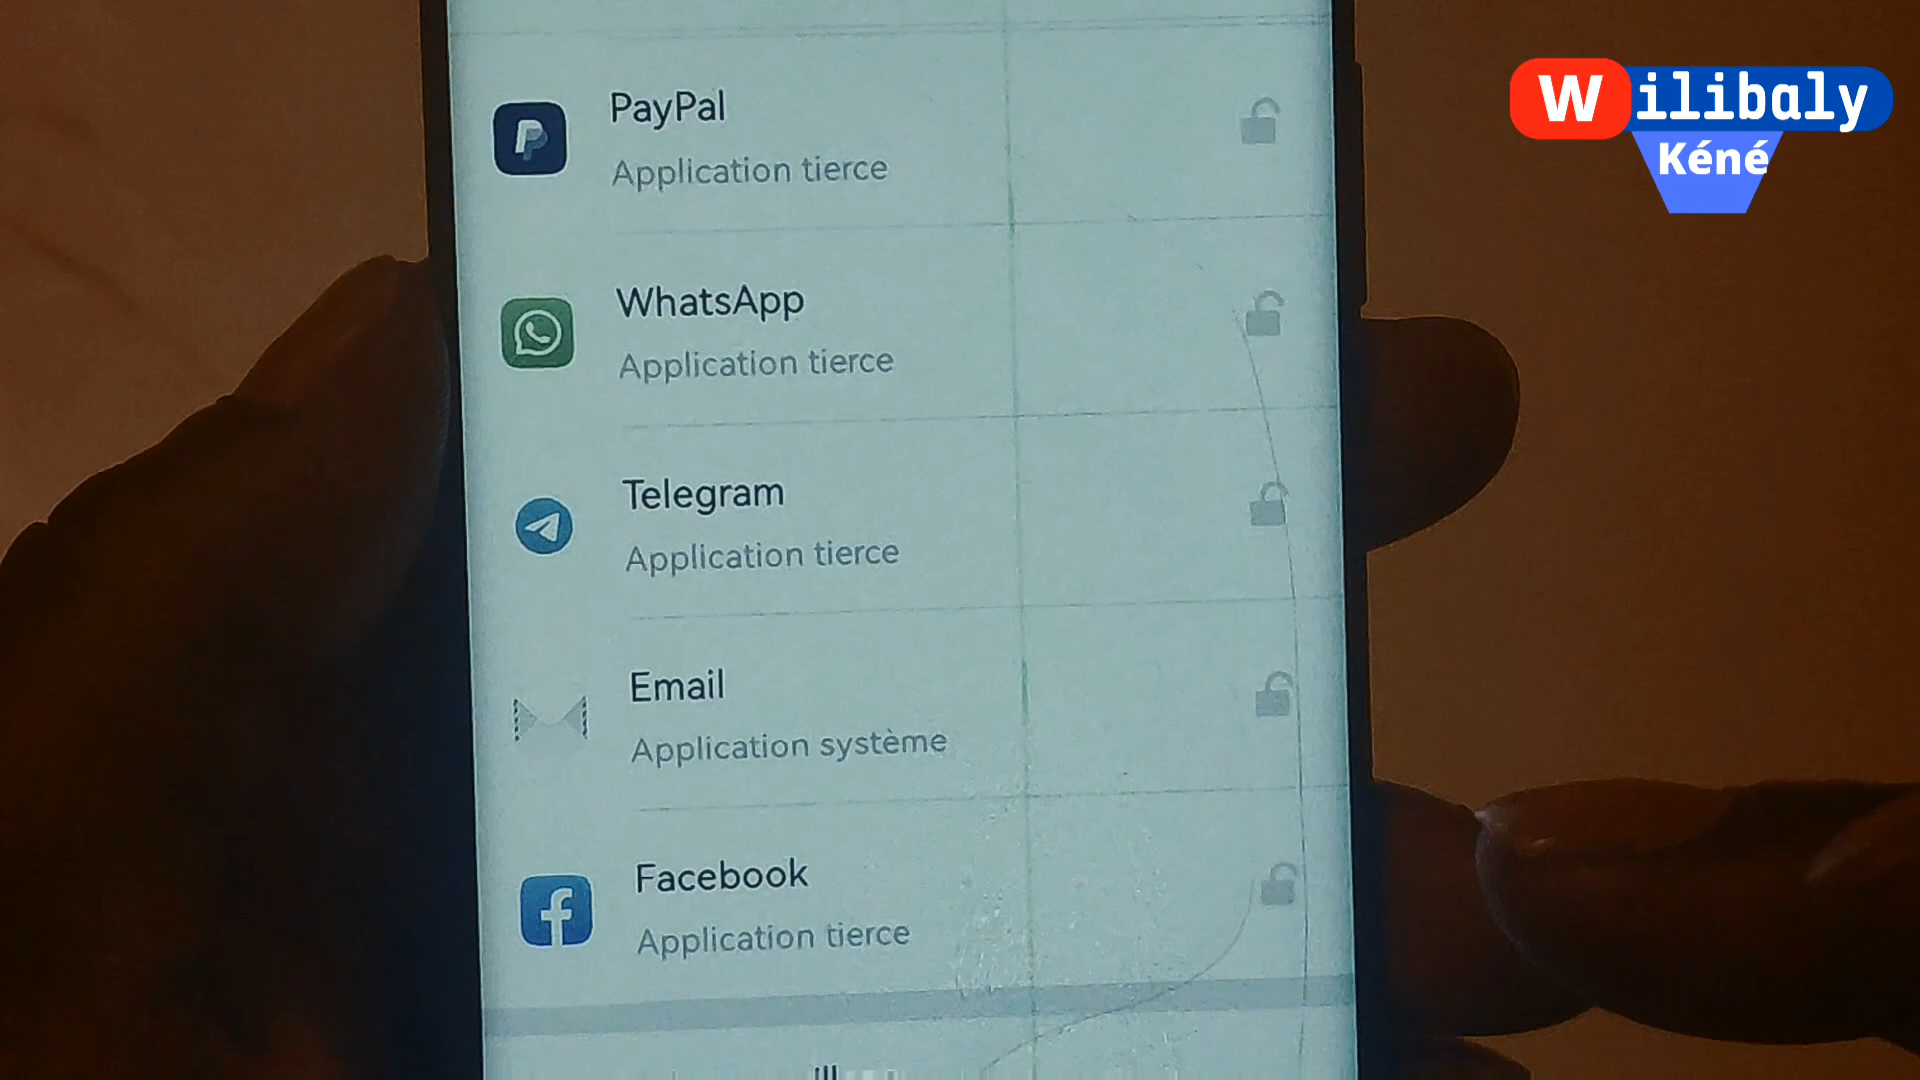 PayPal
Application tierce
WhatsApp
Application tierce
Telegram
Application tierce
Email
Application système
Facebook
Application tierce
Wilibaly
Kéné